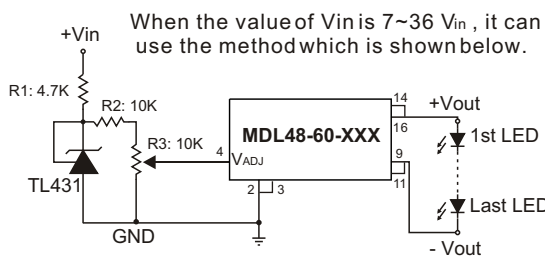 When the value of Vin is 7~36 Vin , it can
use the method which is shown below.
+Vin
R1: 4.7K
R2: 10K
R3: 10K
TL431
GND
4
VADJ
MDL48-60-XXX
2
3
14
16
9
11
+Vout
1st LED
Last LED
- Vout